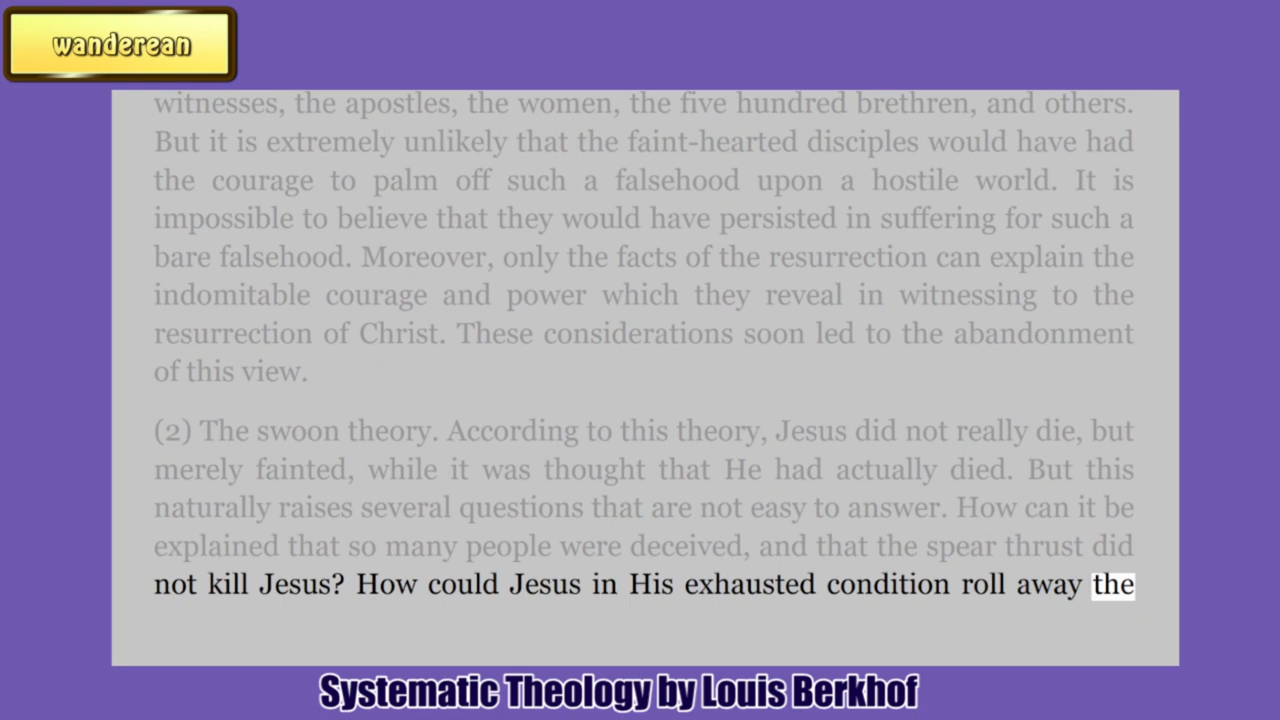 wanderean
witnesses, the apostles, the women, the five hundred brethren, and others.
But it is extremely unlikely that the faint-hearted disciples would have had
the courage to palm off such a falsehood upon a hostile world. It is
impossible to believe that they would have persisted in suffering for such a
bare falsehood. Moreover, only the facts of the resurrection can explain the
indomitable courage and power which they reveal in witnessing to the
resurrection of Christ. These considerations soon led to the abandonment
of this view.
(2) The swoon theory. According to this theory, Jesus did not really die, but
merely fainted, while it was thought that He had actually died. But this
naturally raises several questions that are not easy to answer. How can it be
explained that so many people were deceived, and that the spear thrust did
not kill Jesus? How could Jesus in His exhausted condition roll away the
Systematic Theology by Louis Berkhof